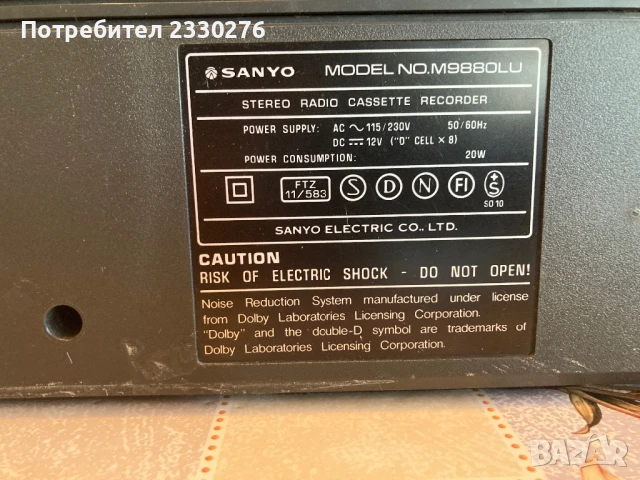 Потребител 2330276
SANYO MODEL NO.M9880LU
STEREO RADIO CASSETTE RECORDER
POWER SUPPLY: AC ~ 115/230V 50/60Hz
DC ⎓ 12V ("D" CELL × 8)
POWER CONSUMPTION: 20W
FTZ
11/583 S D N FI S
SO 10
SANYO ELECTRIC CO., LTD.
CAUTION
RISK OF ELECTRIC SHOCK - DO NOT OPEN!
Noise Reduction System manufactured under license
from Dolby Laboratories Licensing Corporation.
"Dolby" and the double-D symbol are trademarks of
Dolby Laboratories Licensing Corporation.
BAZAR